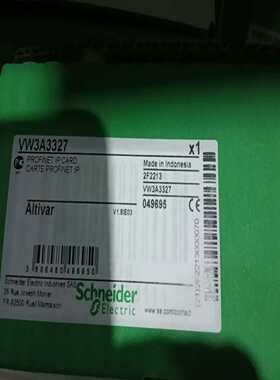 VW3A3327
x1
PROFINET IP CARD
CARTE PROFINET IP
Made in Indonesia
2F2213
VW3A3327
Altivar
V1.8IE03
049695
CE
Schneider Electric Industries SAS
35 Rue Joseph Monier
FR-92500 Rueil Malmaison
Schneider
Electric